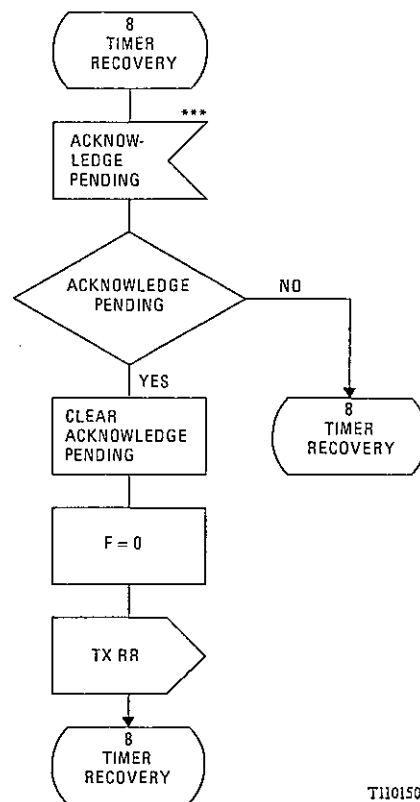 8
TIMER
RECOVERY
***
ACKNOW-
LEDGE
PENDING
ACKNOWLEDGE
PENDING
NO
YES
CLEAR
ACKNOWLEDGE
PENDING
8
TIMER
RECOVERY
F = 0
TX RR
8
TIMER
RECOVERY